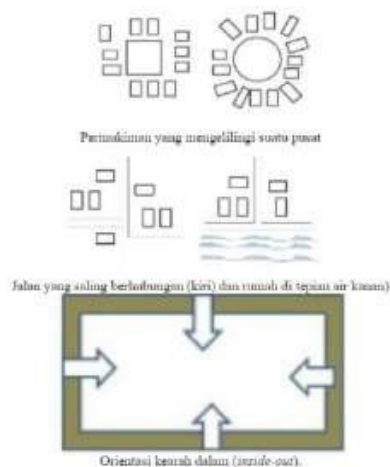 Permukiman yang mengelilingi suatu pusat
Jalan yang saling berhubungan (kiri) dan rumah di tepian air kanan)
Orientasi kearah dalam (inside-out).